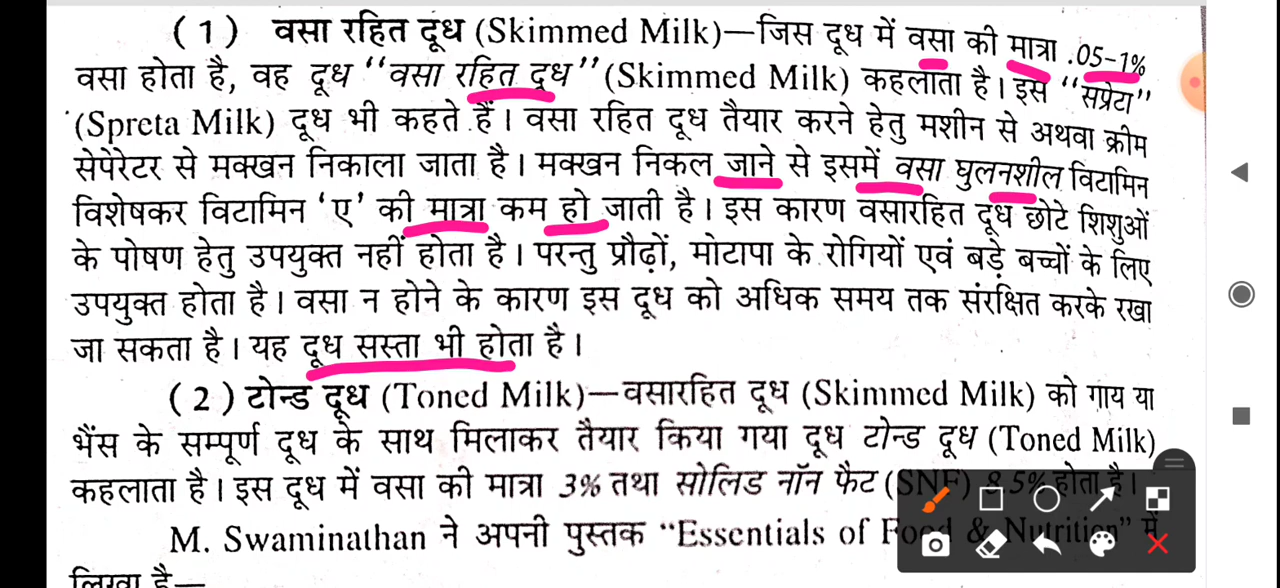 (1) वसा रहित दूध (Skimmed Milk)—जिस दूध में वसा की मात्रा .05-1%
वसा होता है, वह दूध “वसा रहित दूध” (Skimmed Milk) कहलाता है। इसे “सप्रेटा”
(Spreta Milk) दूध भी कहते हैं। वसा रहित दूध तैयार करने हेतु मशीन से अथवा क्रीम
सेपेरेटर से मक्खन निकाला जाता है। मक्खन निकल जाने से इसमें वसा घुलनशील विटामिन
विशेषकर विटामिन ‘ए’ की मात्रा कम हो जाती है। इस कारण वसारहित दूध छोटे शिशुओं
के पोषण हेतु उपयुक्त नहीं होता है। परन्तु प्रौढ़ों, मोटापा के रोगियों एवं बड़े बच्चों के लिए
उपयुक्त होता है। वसा न होने के कारण इस दूध को अधिक समय तक संरक्षित करके रखा
जा सकता है। यह दूध सस्ता भी होता है।
(2) टोन्ड दूध (Toned Milk)—वसारहित दूध (Skimmed Milk) को गाय या
भैंस के सम्पूर्ण दूध के साथ मिलाकर तैयार किया गया दूध टोन्ड दूध (Toned Milk)
कहलाता है। इस दूध में वसा की मात्रा 3% तथा सोलिड नॉन फैट (SNF) 8.5% होता है।
M. Swaminathan ने अपनी पुस्तक “Essentials of Food & Nutrition” में
लिखा है—